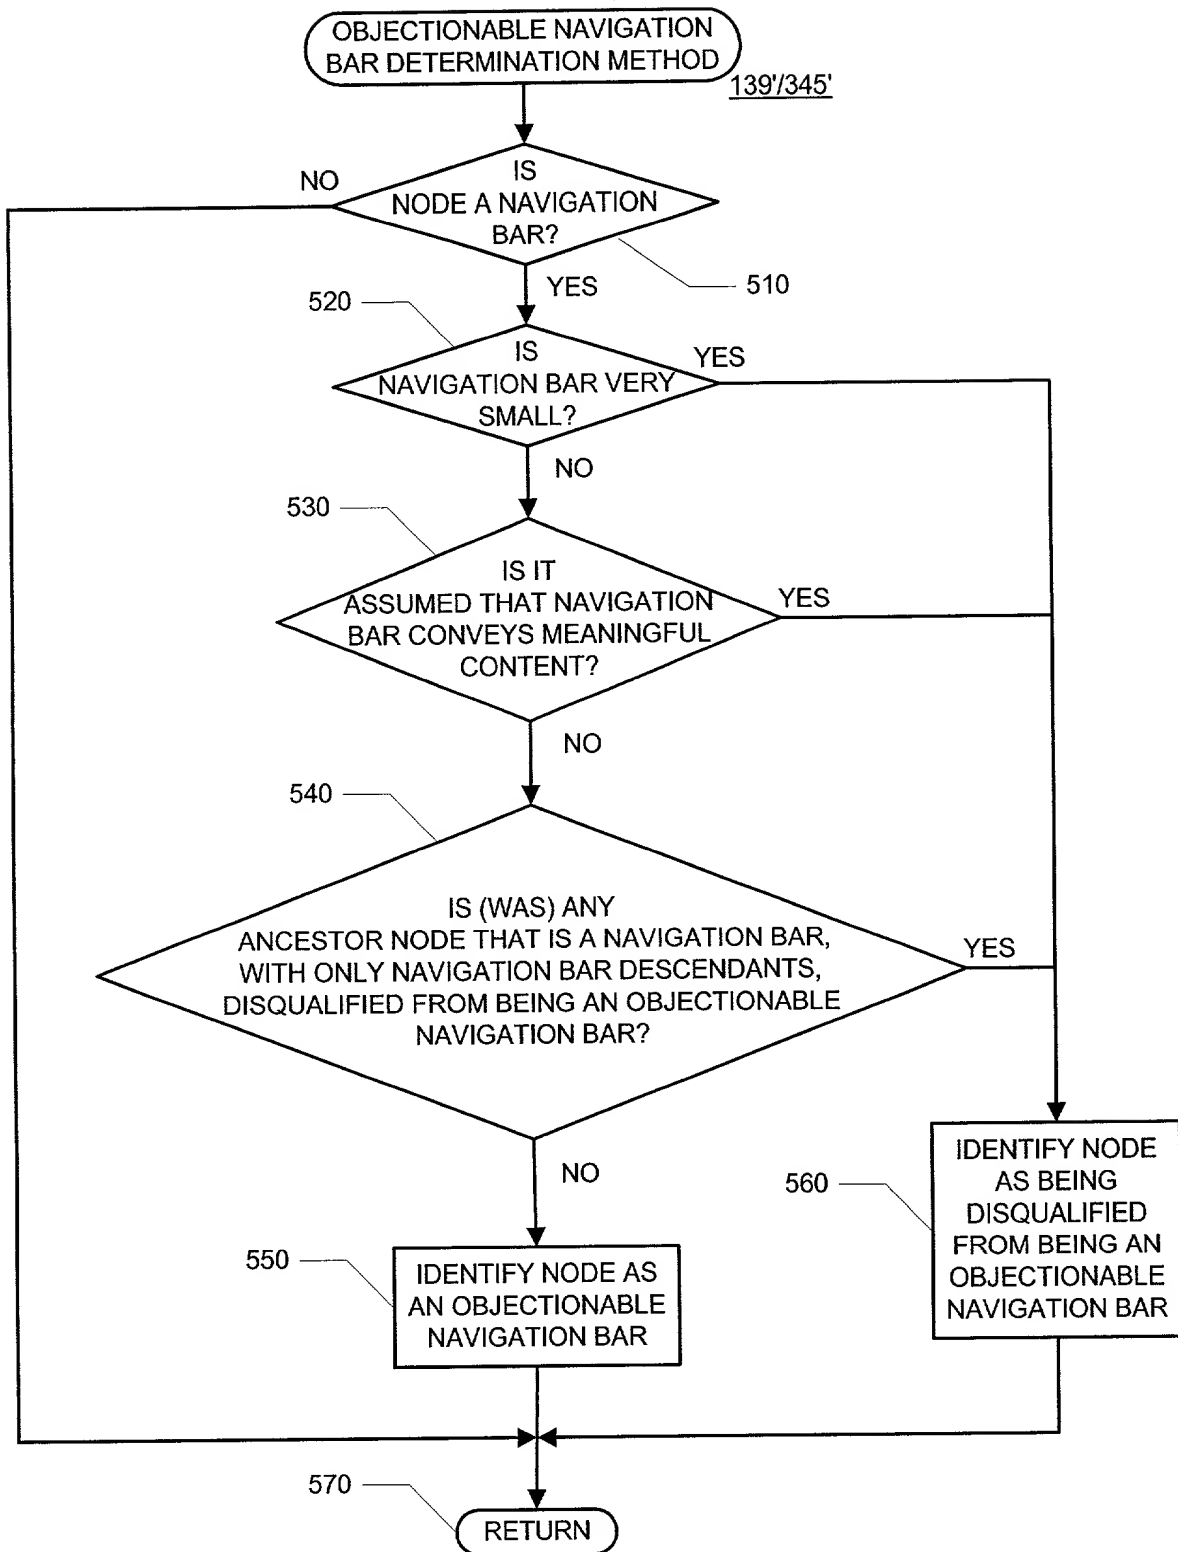 OBJECTIONABLE NAVIGATION
BAR DETERMINATION METHOD
139'/345'
IS
NODE A NAVIGATION
BAR?
NO
510
YES
520
IS
NAVIGATION BAR VERY
SMALL?
YES
NO
530
IS IT
ASSUMED THAT NAVIGATION
BAR CONVEYS MEANINGFUL
CONTENT?
YES
NO
540
IS (WAS) ANY
ANCESTOR NODE THAT IS A NAVIGATION BAR,
WITH ONLY NAVIGATION BAR DESCENDANTS,
DISQUALIFIED FROM BEING AN OBJECTIONABLE
NAVIGATION BAR?
YES
NO
550
IDENTIFY NODE AS
AN OBJECTIONABLE
NAVIGATION BAR
560
IDENTIFY NODE
AS BEING
DISQUALIFIED
FROM BEING AN
OBJECTIONABLE
NAVIGATION BAR
570
RETURN